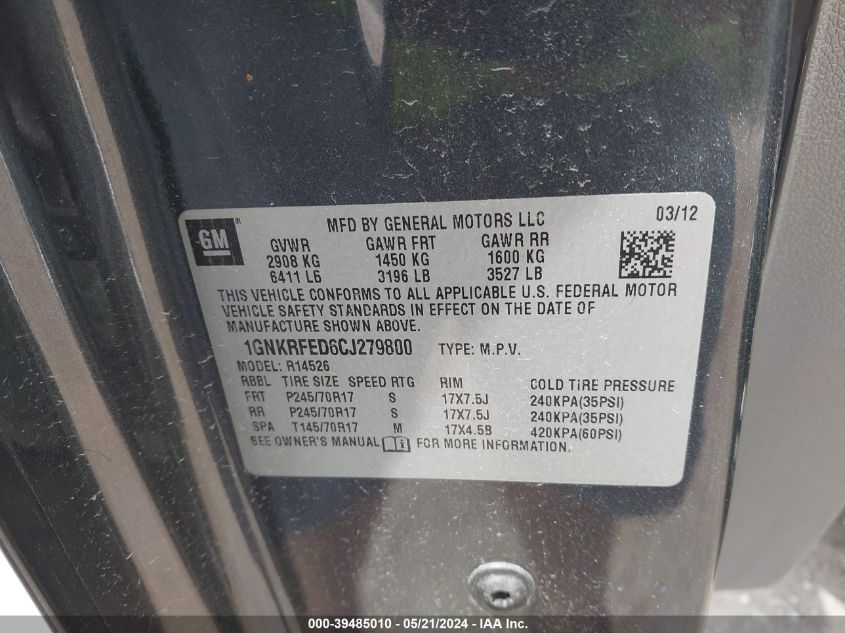 GM®
MFD BY GENERAL MOTORS LLC 03/12
GVWR GAWR FRT GAWR RR
2908 KG 1450 KG 1600 KG
6411 LB 3196 LB 3527 LB
THIS VEHICLE CONFORMS TO ALL APPLICABLE U.S. FEDERAL MOTOR
VEHICLE SAFETY STANDARDS IN EFFECT ON THE DATE OF
MANUFACTURE SHOWN ABOVE.
1GNKRFED6CJ279800 TYPE: M.P.V.
MODEL: R14526
RBBL TIRE SIZE SPEED RTG RIM COLD TIRE PRESSURE
FRT P245/70R17 S 17X7.5J 240KPA(35PSI)
RR P245/70R17 S 17X7.5J 240KPA(35PSI)
SPA T145/70R17 M 17X4.5B 420KPA(60PSI)
SEE OWNER'S MANUAL FOR MORE INFORMATION.
000-39485010 - 05/21/2024 - IAAI.com